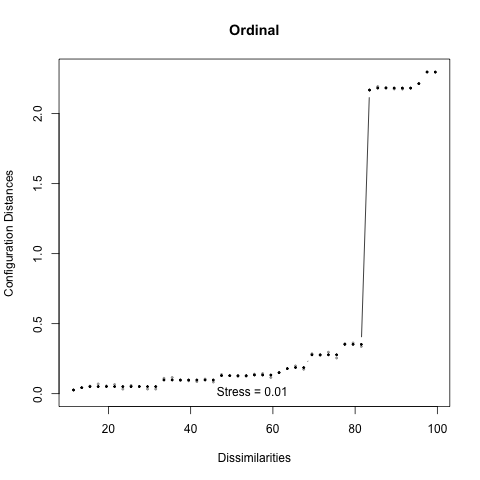 Ordinal
Configuration Distances
2.0
1.5
1.0
0.5
0.0
Stress = 0.01
20 40 60 80 100
Dissimilarities